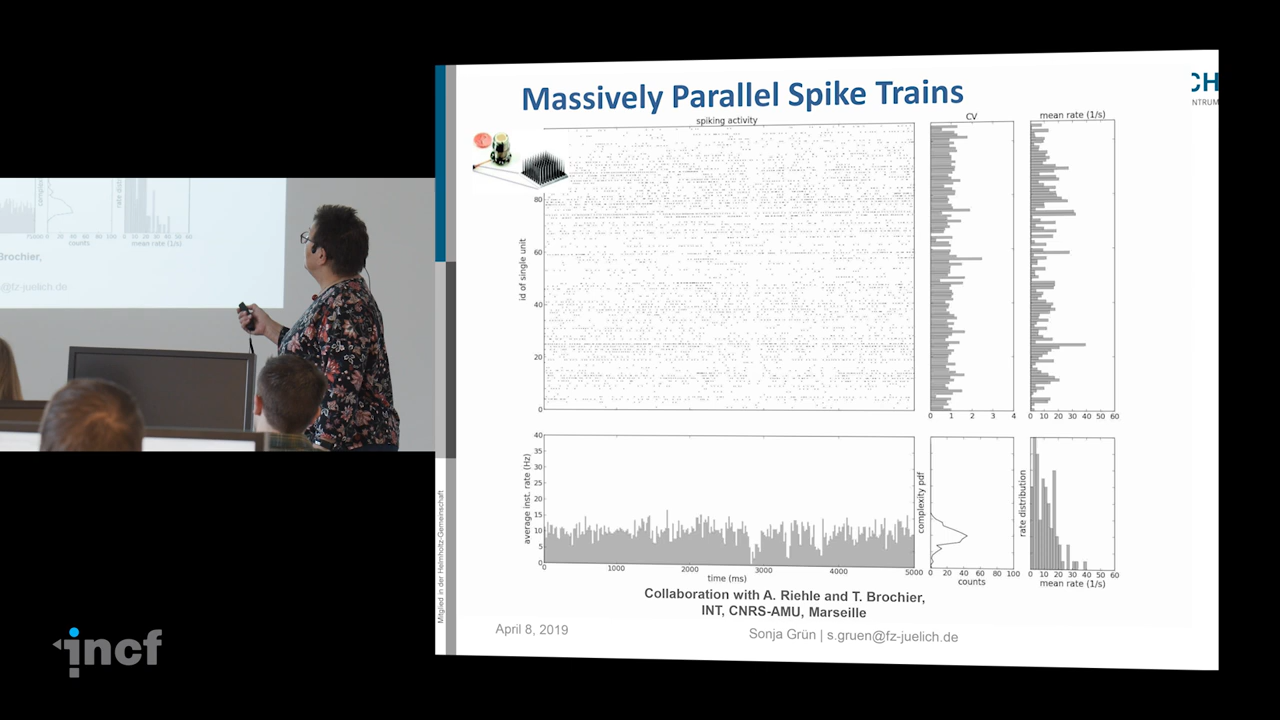 Massively Parallel Spike Trains
CH
NTRUM
spiking activity
CV
mean rate (1/s)
id of single unit
80
60
40
20
0
0 1 2 3 4
0 10 20 30 40 50 60
average inst. rate (Hz)
40
35
30
25
20
15
10
5
0
0 1000 2000 3000 4000 5000
time (ms)
complexity pdf
0 20 40 60 80 100
counts
rate distribution
0 10 20 30 40 50 60
mean rate (1/s)
Collaboration with A. Riehle and T. Brochier,
INT, CNRS-AMU, Marseille
April 8, 2019
Sonja Grün | s.gruen@fz-juelich.de
Mitglied in der Helmholtz-Gemeinschaft
counts
mean rate (1/s)
Brochier,
@fz-juelich.de
incf